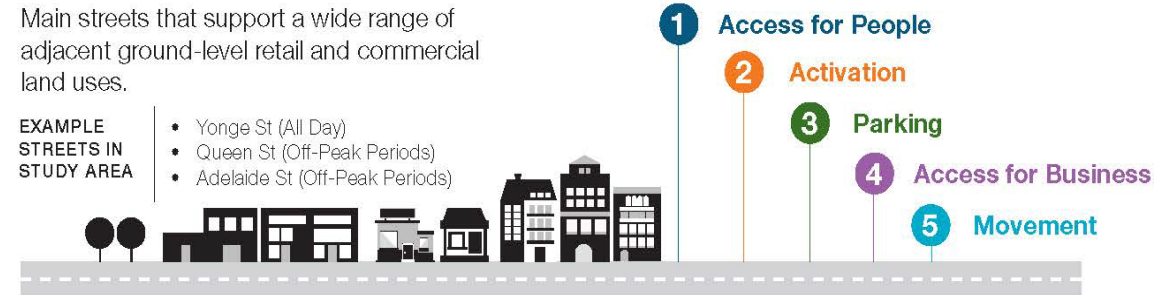 Main streets that support a wide range of
adjacent ground-level retail and commercial
land uses.
EXAMPLE
STREETS IN
STUDY AREA
• Yonge St (All Day)
• Queen St (Off-Peak Periods)
• Adelaide St (Off-Peak Periods)
1 Access for People
2 Activation
3 Parking
4 Access for Business
5 Movement